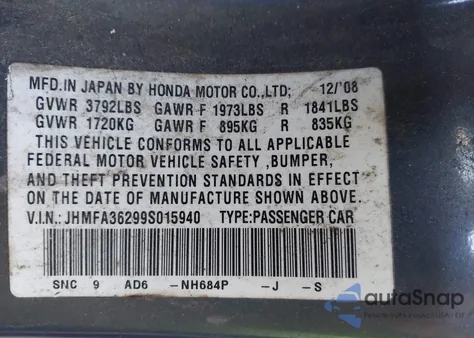 MFD.IN JAPAN BY HONDA MOTOR CO.,LTD; 12/'08
GVWR 3792LBS GAWR F 1973LBS R 1841LBS
GVWR 1720KG GAWR F 895KG R 835KG
THIS VEHICLE CONFORMS TO ALL APPLICABLE
FEDERAL MOTOR VEHICLE SAFETY ,BUMPER,
AND THEFT PREVENTION STANDARDS IN EFFECT
ON THE DATE OF MANUFACTURE SHOWN ABOVE.
V.I.N.: JHMFA36299S015940 TYPE:PASSENGER CAR
SNC 9 AD6 -NH684P -J -S
autaSnap